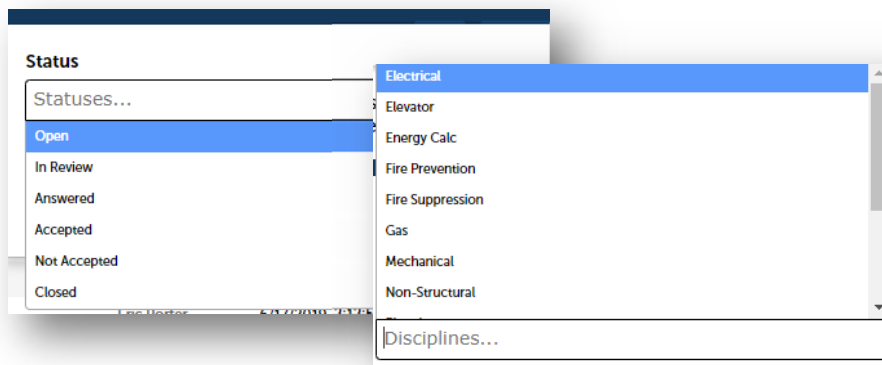 Status
Statuses...
Open
In Review
Answered
Accepted
Not Accepted
Closed
Electrical
Elevator
Energy Calc
Fire Prevention
Fire Suppression
Gas
Mechanical
Non-Structural
Disciplines...